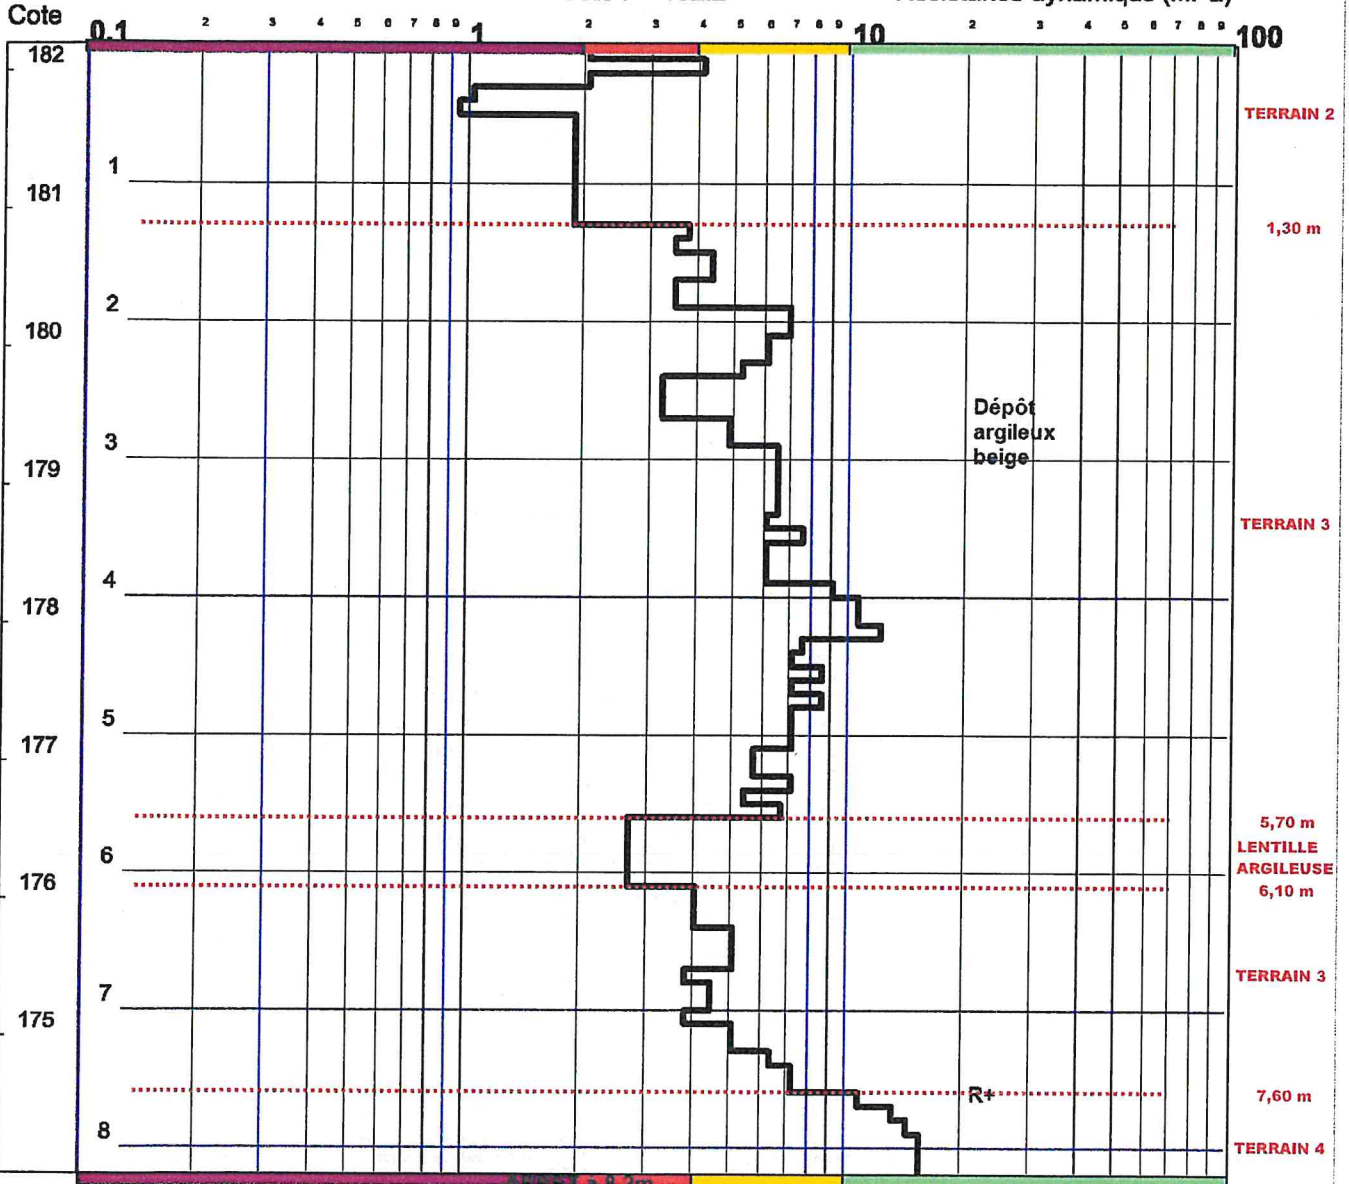 Cote
Résistance dynamique (MPa)
0.1 2 3 4 5 6 7 8 9 1 2 3 4 5 6 7 8 9 10 2 3 4 5 6 7 8 9 100
182
TERRAIN 2
1
181
1,30 m
2
180
Dépôt
argileux
beige
3
179
TERRAIN 3
4
178
5
177
5,70 m
LENTILLE
ARGILEUSE
6
176
6,10 m
TERRAIN 3
7
175
R+
7,60 m
8
TERRAIN 4